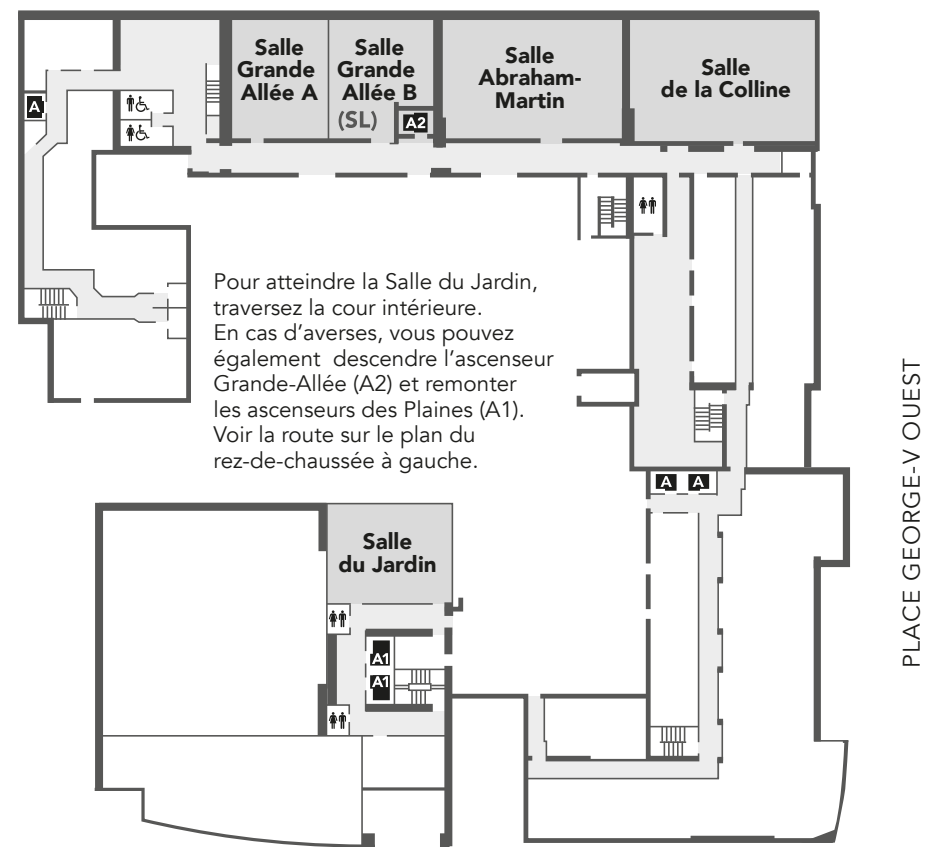 Salle
Grande
Allée A
Salle
Grande
Allée B
(SL)
A2
Salle
Abraham-
Martin
Salle
de la Colline
A
Pour atteindre la Salle du Jardin,
traversez la cour intérieure.
En cas d'averses, vous pouvez
également descendre l'ascenseur
Grande-Allée (A2) et remonter
les ascenseurs des Plaines (A1).
Voir la route sur le plan du
rez-de-chaussée à gauche.
PLACE GEORGE-V OUEST
A A
Salle
du Jardin
A1
A1